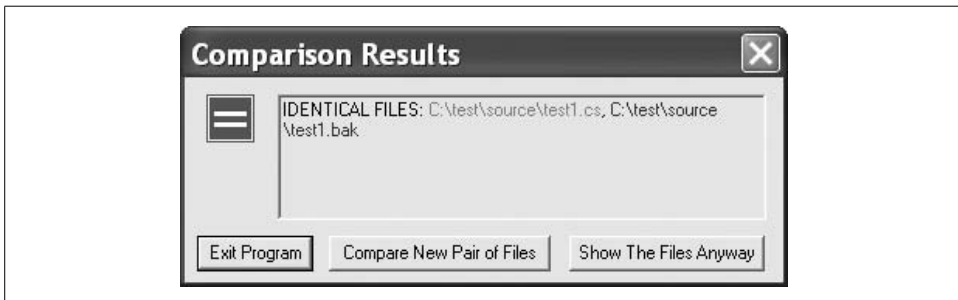 Comparison Results
IDENTICAL FILES: C:\test\source\test1.cs, C:\test\source
\test1.bak
Exit Program
Compare New Pair of Files
Show The Files Anyway